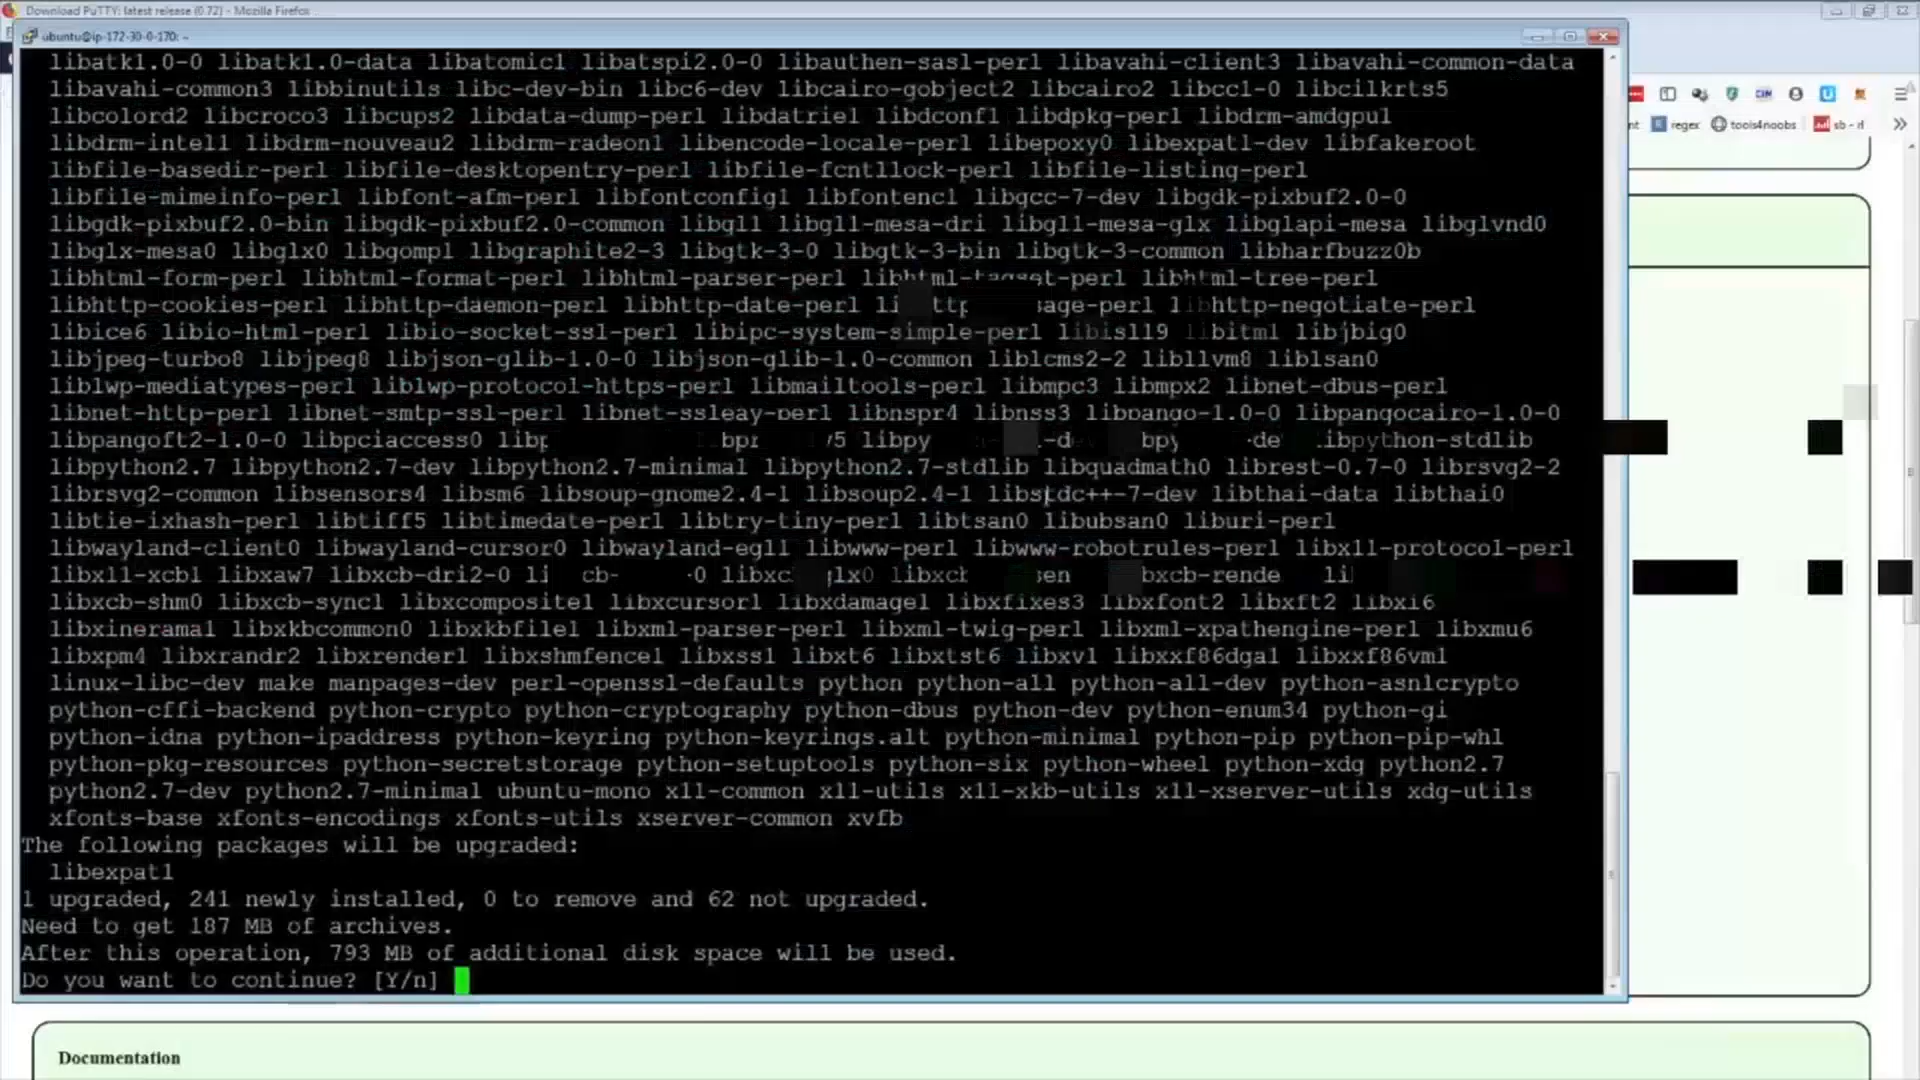 Download PuTTY: latest release (0.72) - Mozilla Firefox
ubuntu@ip-172-30-0-170: ~
libatk1.0-0 libatk1.0-data libatomic1 libatspi2.0-0 libauthen-sasl-perl libavahi-client3 libavahi-common-data
libavahi-common3 libbinutils libc-dev-bin libc6-dev libcairo-gobject2 libcairo2 libcc1-0 libcilkrts5
libcolord2 libcroco3 libcups2 libdata-dump-perl libdatrie1 libdconf1 libdpkg-perl libdrm-amdgpu1
libdrm-intel1 libdrm-nouveau2 libdrm-radeon1 libencode-locale-perl libepoxy0 libexpat1-dev libfakeroot
libfile-basedir-perl libfile-desktopentry-perl libfile-fcntllock-perl libfile-listing-perl
libfile-mimeinfo-perl libfont-afm-perl libfontconfig1 libfontenc1 libgcc-7-dev libgdk-pixbuf2.0-0
libgdk-pixbuf2.0-bin libgdk-pixbuf2.0-common libgl1 libgl1-mesa-dri libgl1-mesa-glx libglapi-mesa libglvnd0
libglx-mesa0 libglx0 libgomp1 libgraphite2-3 libgtk-3-0 libgtk-3-bin libgtk-3-common libharfbuzz0b
libhtml-form-perl libhtml-format-perl libhtml-parser-perl libhtml-tagset-perl libhtml-tree-perl
libhttp-cookies-perl libhttp-daemon-perl libhttp-date-perl sage-perl libhttp-negotiate-perl
libice6 libio-html-perl libio-socket-ssl-perl libipc-system-simple-perl libisl19 libitm1 libjbig0
libjpeg-turbo8 libjpeg8 libjson-glib-1.0-0 libjson-glib-1.0-common liblcms2-2 libllvm8 liblsan0
liblwp-mediatypes-perl liblwp-protocol-https-perl libmailtools-perl libmpc3 libmpx2 libnet-dbus-perl
libnet-http-perl libnet-smtp-ssl-perl libnet-ssleay-perl libnspr4 libnss3 libpango-1.0-0 libpangocairo-1.0-0
libpangoft2-1.0-0 libpciaccess0 libpython-stdlib
libpython2.7 libpython2.7-dev libpython2.7-minimal libpython2.7-stdlib libquadmath0 librest-0.7-0 librsvg2-2
librsvg2-common libsensors4 libsm6 libsoup-gnome2.4-1 libsoup2.4-1 libstdc++-7-dev libthai-data libthai0
libtie-ixhash-perl libtiff5 libtimedate-perl libtry-tiny-perl libtsan0 libubsan0 liburi-perl
libwayland-client0 libwayland-cursor0 libwayland-egl1 libwww-perl libwww-robotrules-perl libx11-protocol-perl
libx11-xcb1 libxaw7 libxcb-dri2-0
libxcb-shm0 libxcb-sync1 libxcomposite1 libxcursor1 libxdamage1 libxfixes3 libxfont2 libxft2 libxi6
libxinerama1 libxkbcommon0 libxkbfile1 libxml-parser-perl libxml-twig-perl libxml-xpathengine-perl libxmu6
libxpm4 libxrandr2 libxrender1 libxshmfence1 libxss1 libxt6 libxtst6 libxv1 libxxf86dga1 libxxf86vm1
linux-libc-dev make manpages-dev perl-openssl-defaults python python-all python-all-dev python-asn1crypto
python-cffi-backend python-crypto python-cryptography python-dbus python-dev python-enum34 python-gi
python-idna python-ipaddress python-keyring python-keyrings.alt python-minimal python-pip python-pip-whl
python-pkg-resources python-secretstorage python-setuptools python-six python-wheel python-xdg python2.7
python2.7-dev python2.7-minimal ubuntu-mono x11-common x11-utils x11-xkb-utils x11-xserver-utils xdg-utils
xfonts-base xfonts-encodings xfonts-utils xserver-common xvfb
The following packages will be upgraded:
libexpat1
1 upgraded, 241 newly installed, 0 to remove and 62 not upgraded.
Need to get 187 MB of archives.
After this operation, 793 MB of additional disk space will be used.
Do you want to continue? [Y/n]
nt regex tools4noobs sb - rl
Documentation